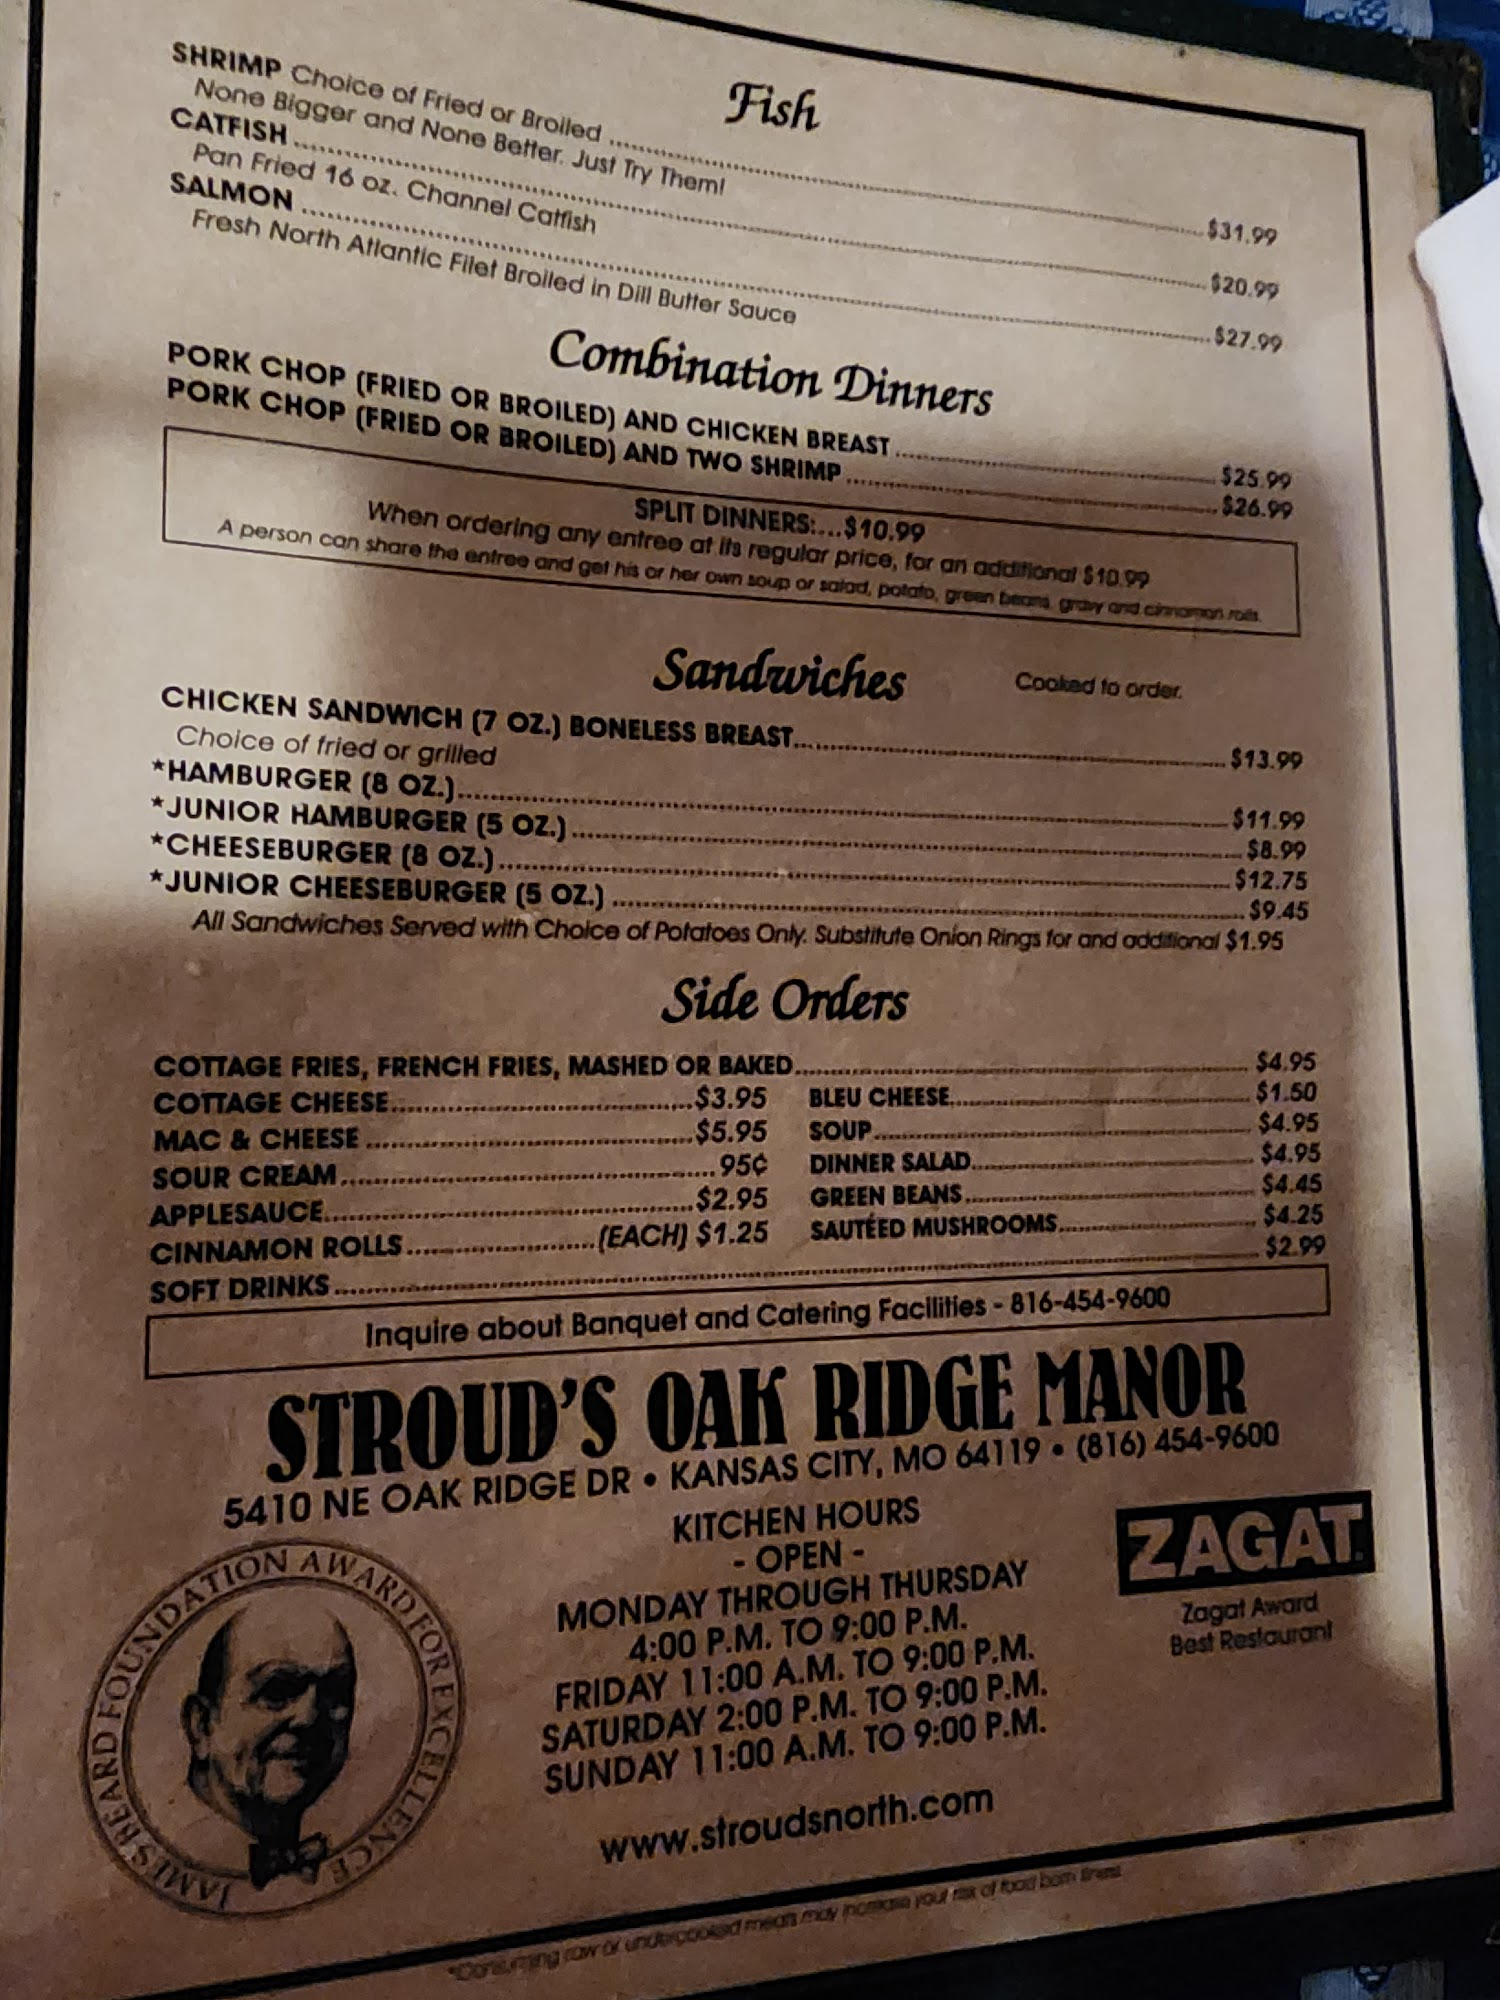 Fish
SHRIMP Choice of Fried or Broiled ........ $31.99
None Bigger and None Better. Just Try Them!
CATFISH ........ $20.99
Pan Fried 16 oz. Channel Catfish
SALMON ........ $27.99
Fresh North Atlantic Filet Broiled in Dill Butter Sauce
Combination Dinners
PORK CHOP (FRIED OR BROILED) AND CHICKEN BREAST ........ $25.99
PORK CHOP (FRIED OR BROILED) AND TWO SHRIMP ........ $26.99
SPLIT DINNERS:...$10.99
When ordering any entree at its regular price, for an additional $10.99
A person can share the entree and get his or her own soup or salad, potato, green beans, gravy and cinnamon rolls.
Sandwiches Cooked to order.
CHICKEN SANDWICH (7 OZ.) BONELESS BREAST ........ $13.99
Choice of fried or grilled
*HAMBURGER (8 OZ.) ........ $11.99
*JUNIOR HAMBURGER (5 OZ.) ........ $8.99
*CHEESEBURGER (8 OZ.) ........ $12.75
*JUNIOR CHEESEBURGER (5 OZ.) ........ $9.45
All Sandwiches Served with Choice of Potatoes Only. Substitute Onion Rings for and additional $1.95
Side Orders
COTTAGE FRIES, FRENCH FRIES, MASHED OR BAKED ........ $4.95
COTTAGE CHEESE ........ $3.95 BLEU CHEESE ........ $1.50
MAC & CHEESE ........ $5.95 SOUP ........ $4.95
SOUR CREAM ........ 95¢ DINNER SALAD ........ $4.95
APPLESAUCE ........ $2.95 GREEN BEANS ........ $4.45
CINNAMON ROLLS ........ (EACH) $1.25 SAUTÉED MUSHROOMS ........ $4.25
SOFT DRINKS ........ $2.99
Inquire about Banquet and Catering Facilities - 816-454-9600
STROUD'S OAK RIDGE MANOR
5410 NE OAK RIDGE DR • KANSAS CITY, MO 64119 • (816) 454-9600
KITCHEN HOURS
- OPEN -
MONDAY THROUGH THURSDAY
4:00 P.M. TO 9:00 P.M.
FRIDAY 11:00 A.M. TO 9:00 P.M.
SATURDAY 2:00 P.M. TO 9:00 P.M.
SUNDAY 11:00 A.M. TO 9:00 P.M.
www.stroudsnorth.com
JAMES BEARD FOUNDATION AWARD FOR EXCELLENCE
ZAGAT
Zagat Award
Best Restaurant
*Consuming raw or undercooked meats may increase your risk of food born illness